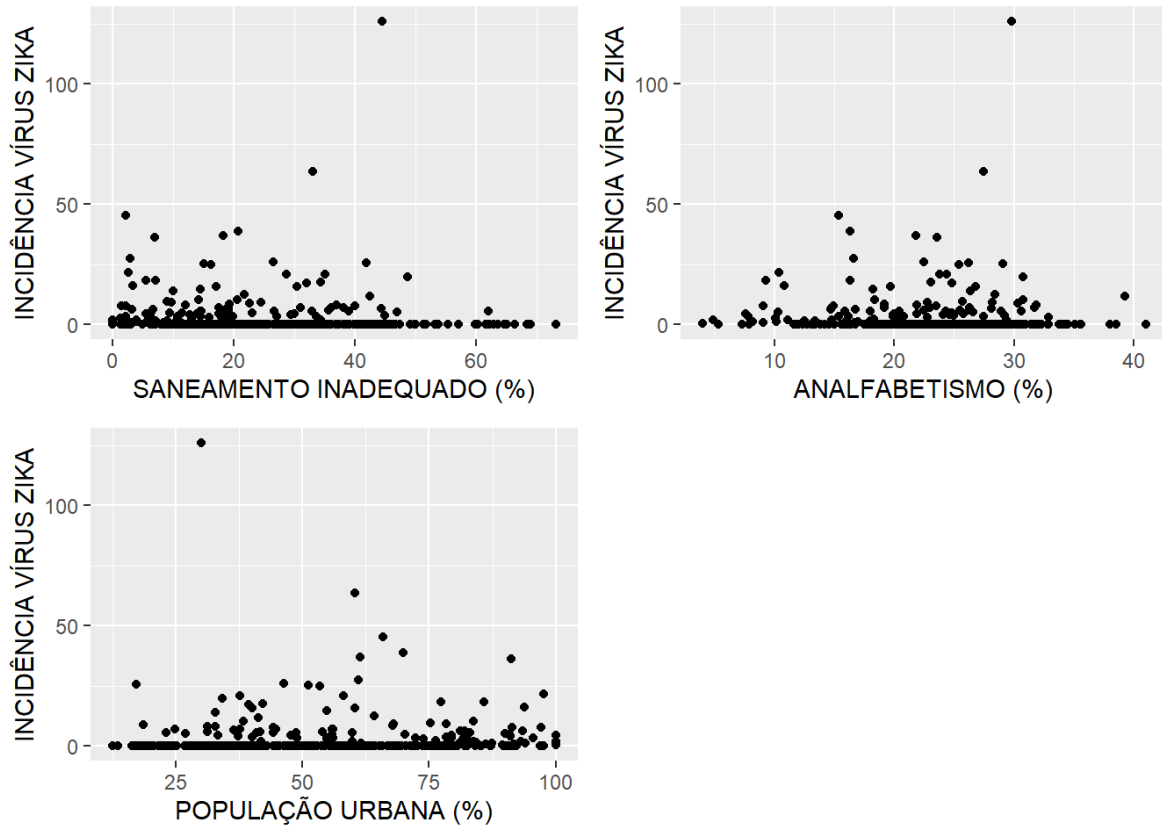 INCIDÊNCIA VÍRUS ZIKA
100
50
0
0 20 40 60
SANEAMENTO INADEQUADO (%)
INCIDÊNCIA VÍRUS ZIKA
100
50
0
10 20 30 40
ANALFABETISMO (%)
INCIDÊNCIA VÍRUS ZIKA
100
50
0
25 50 75 100
POPULAÇÃO URBANA (%)